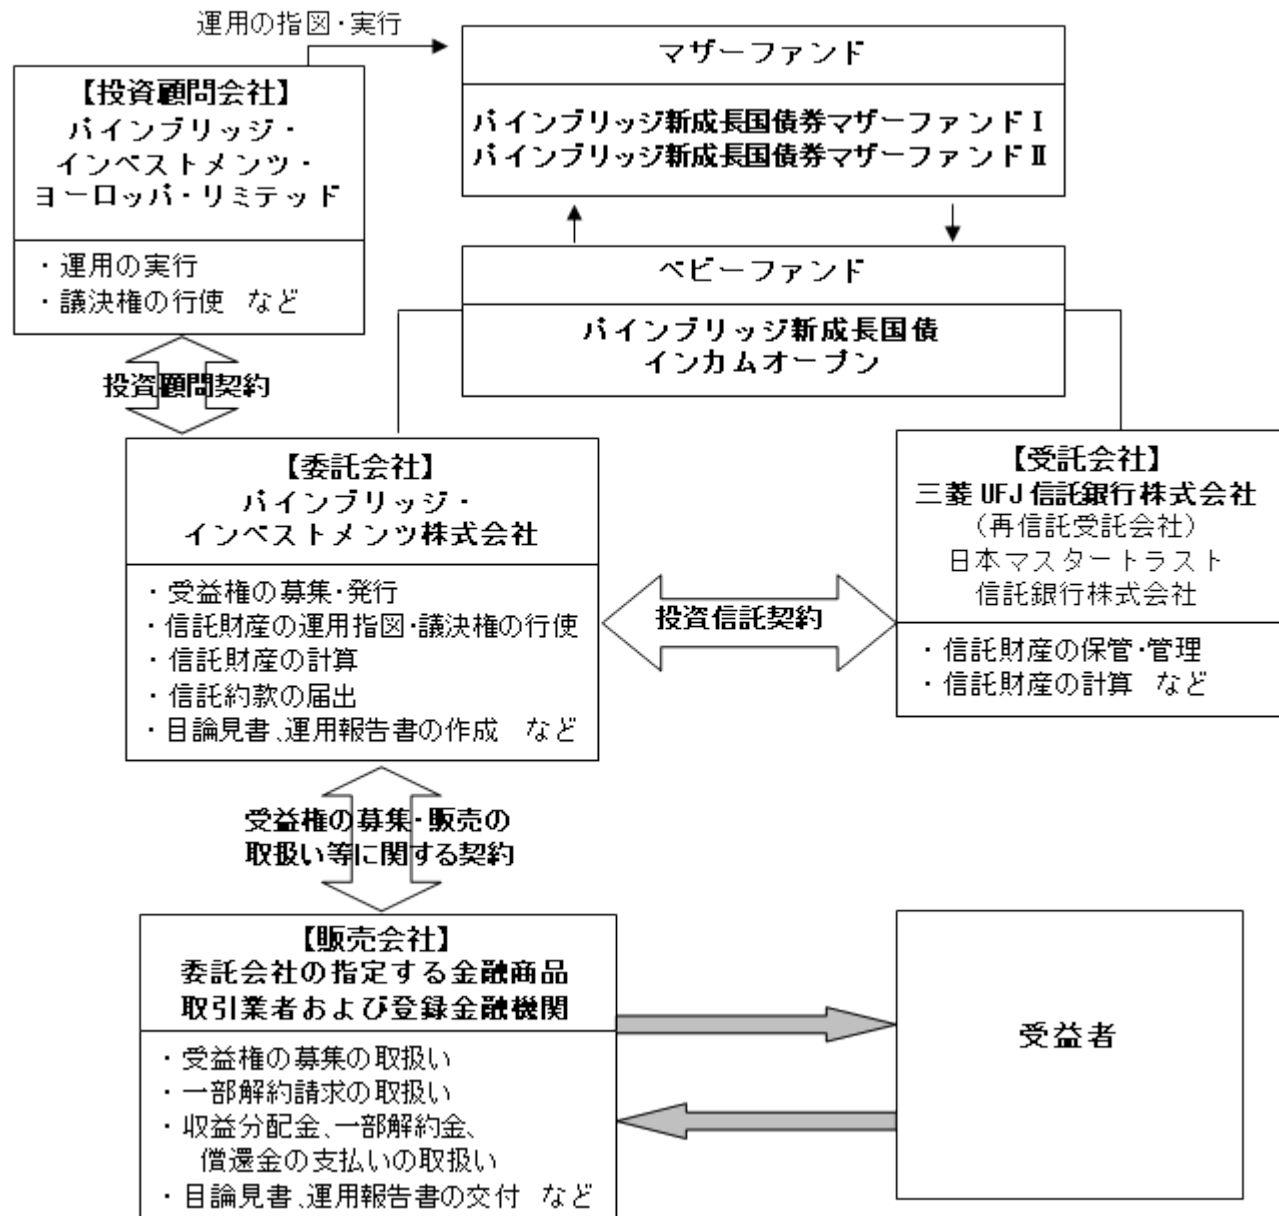 運用の指図・実行
【投資顧問会社】
パインブリッジ・
インベストメンツ・
ヨーロッパ・リミテッド
・運用の実行
・議決権の行使 など
マザーファンド
パインブリッジ新成長国債券マザーファンドⅠ
パインブリッジ新成長国債券マザーファンドⅡ
ベビーファンド
パインブリッジ新成長国債
インカムオープン
投資顧問契約
【委託会社】
パインブリッジ・
インベストメンツ株式会社
・受益権の募集・発行
・信託財産の運用指図・議決権の行使
・信託財産の計算
・信託約款の届出
・目論見書、運用報告書の作成 など
投資信託契約
【受託会社】
三菱UFJ信託銀行株式会社
(再信託受託会社)
日本マスタートラスト
信託銀行株式会社
・信託財産の保管・管理
・信託財産の計算 など
受益権の募集・販売の
取扱い等に関する契約
【販売会社】
委託会社の指定する金融商品
取引業者および登録金融機関
・受益権の募集の取扱い
・一部解約請求の取扱い
・収益分配金、一部解約金、
償還金の支払いの取扱い
・目論見書、運用報告書の交付 など
受益者